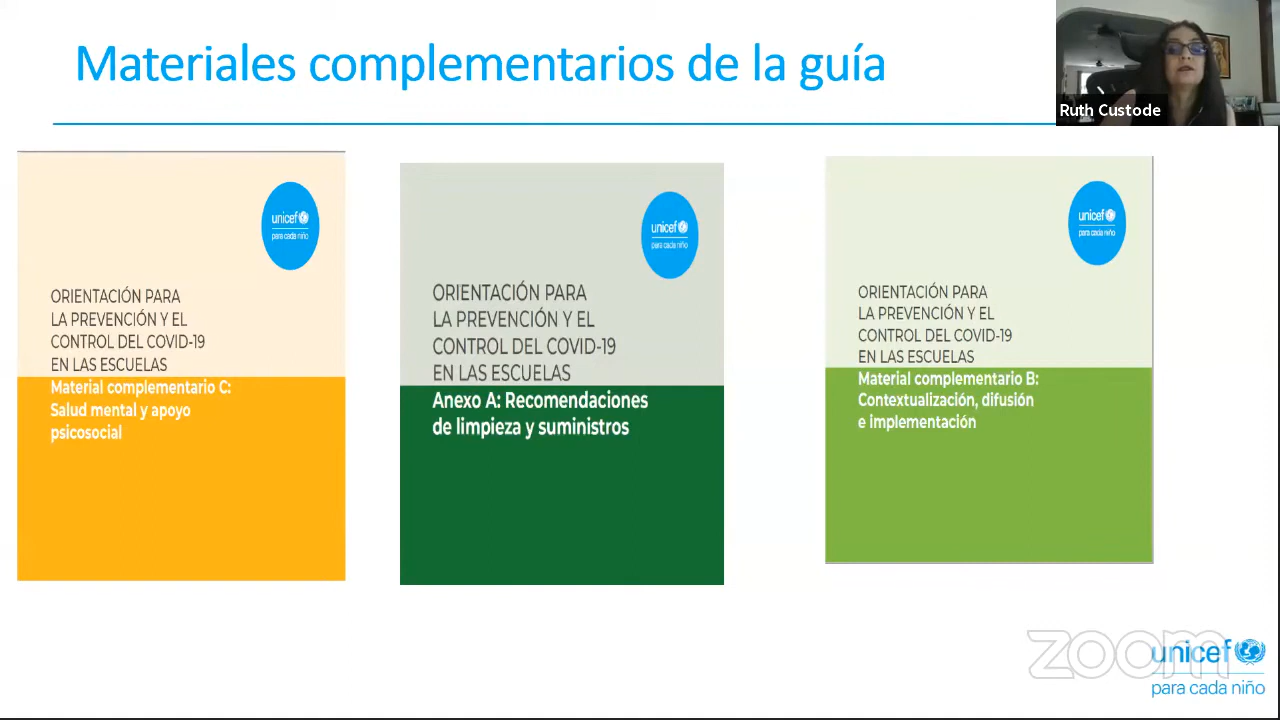 Materiales complementarios de la guía
Ruth Custode
unicef
para cada niño
ORIENTACIÓN PARA
LA PREVENCIÓN Y EL
CONTROL DEL COVID-19
EN LAS ESCUELAS
Material complementario C:
Salud mental y apoyo
psicosocial
unicef
para cada niño
ORIENTACIÓN PARA
LA PREVENCIÓN Y EL
CONTROL DEL COVID-19
EN LAS ESCUELAS
Anexo A: Recomendaciones
de limpieza y suministros
unicef
para cada niño
ORIENTACIÓN PARA
LA PREVENCIÓN Y EL
CONTROL DEL COVID-19
EN LAS ESCUELAS
Material complementario B:
Contextualización, difusión
e implementación
zoom
unicef
para cada niño